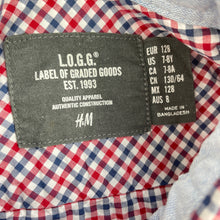 L.O.G.G.®
LABEL OF GRADED GOODS
EST. 1993
QUALITY APPAREL
AUTHENTIC CONSTRUCTION
H&M
EUR 128
US 7-8Y
CA 7-8A
CH 130/64
MX 128
AUS 8
MADE IN
BANGLADESH